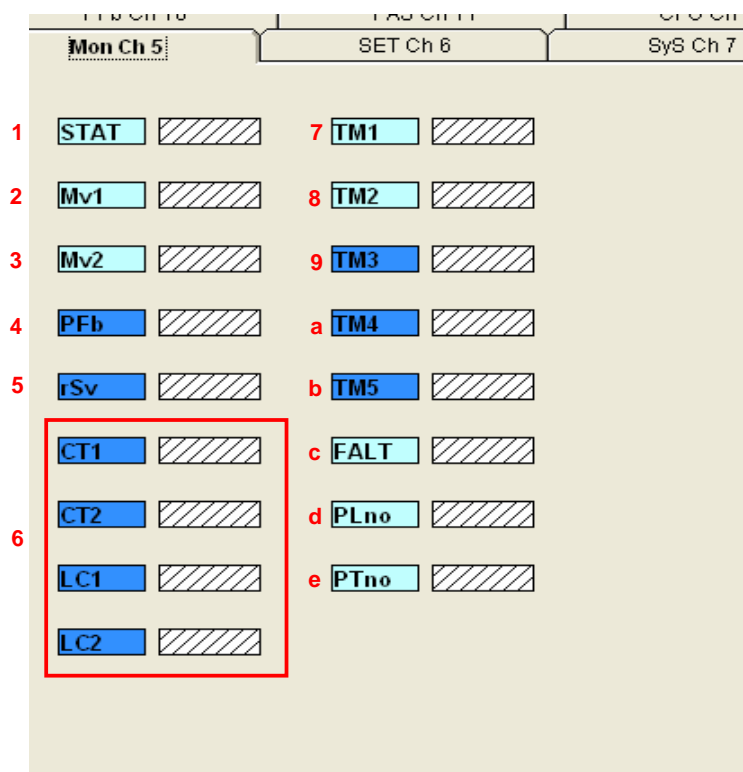 Mon Ch 5
SET Ch 6
SyS Ch 7
1 STAT
2 Mv1
3 Mv2
4 PFb
5 rSv
6
CT1
CT2
LC1
LC2
7 TM1
8 TM2
9 TM3
a TM4
b TM5
c FALT
d PLno
e PTno